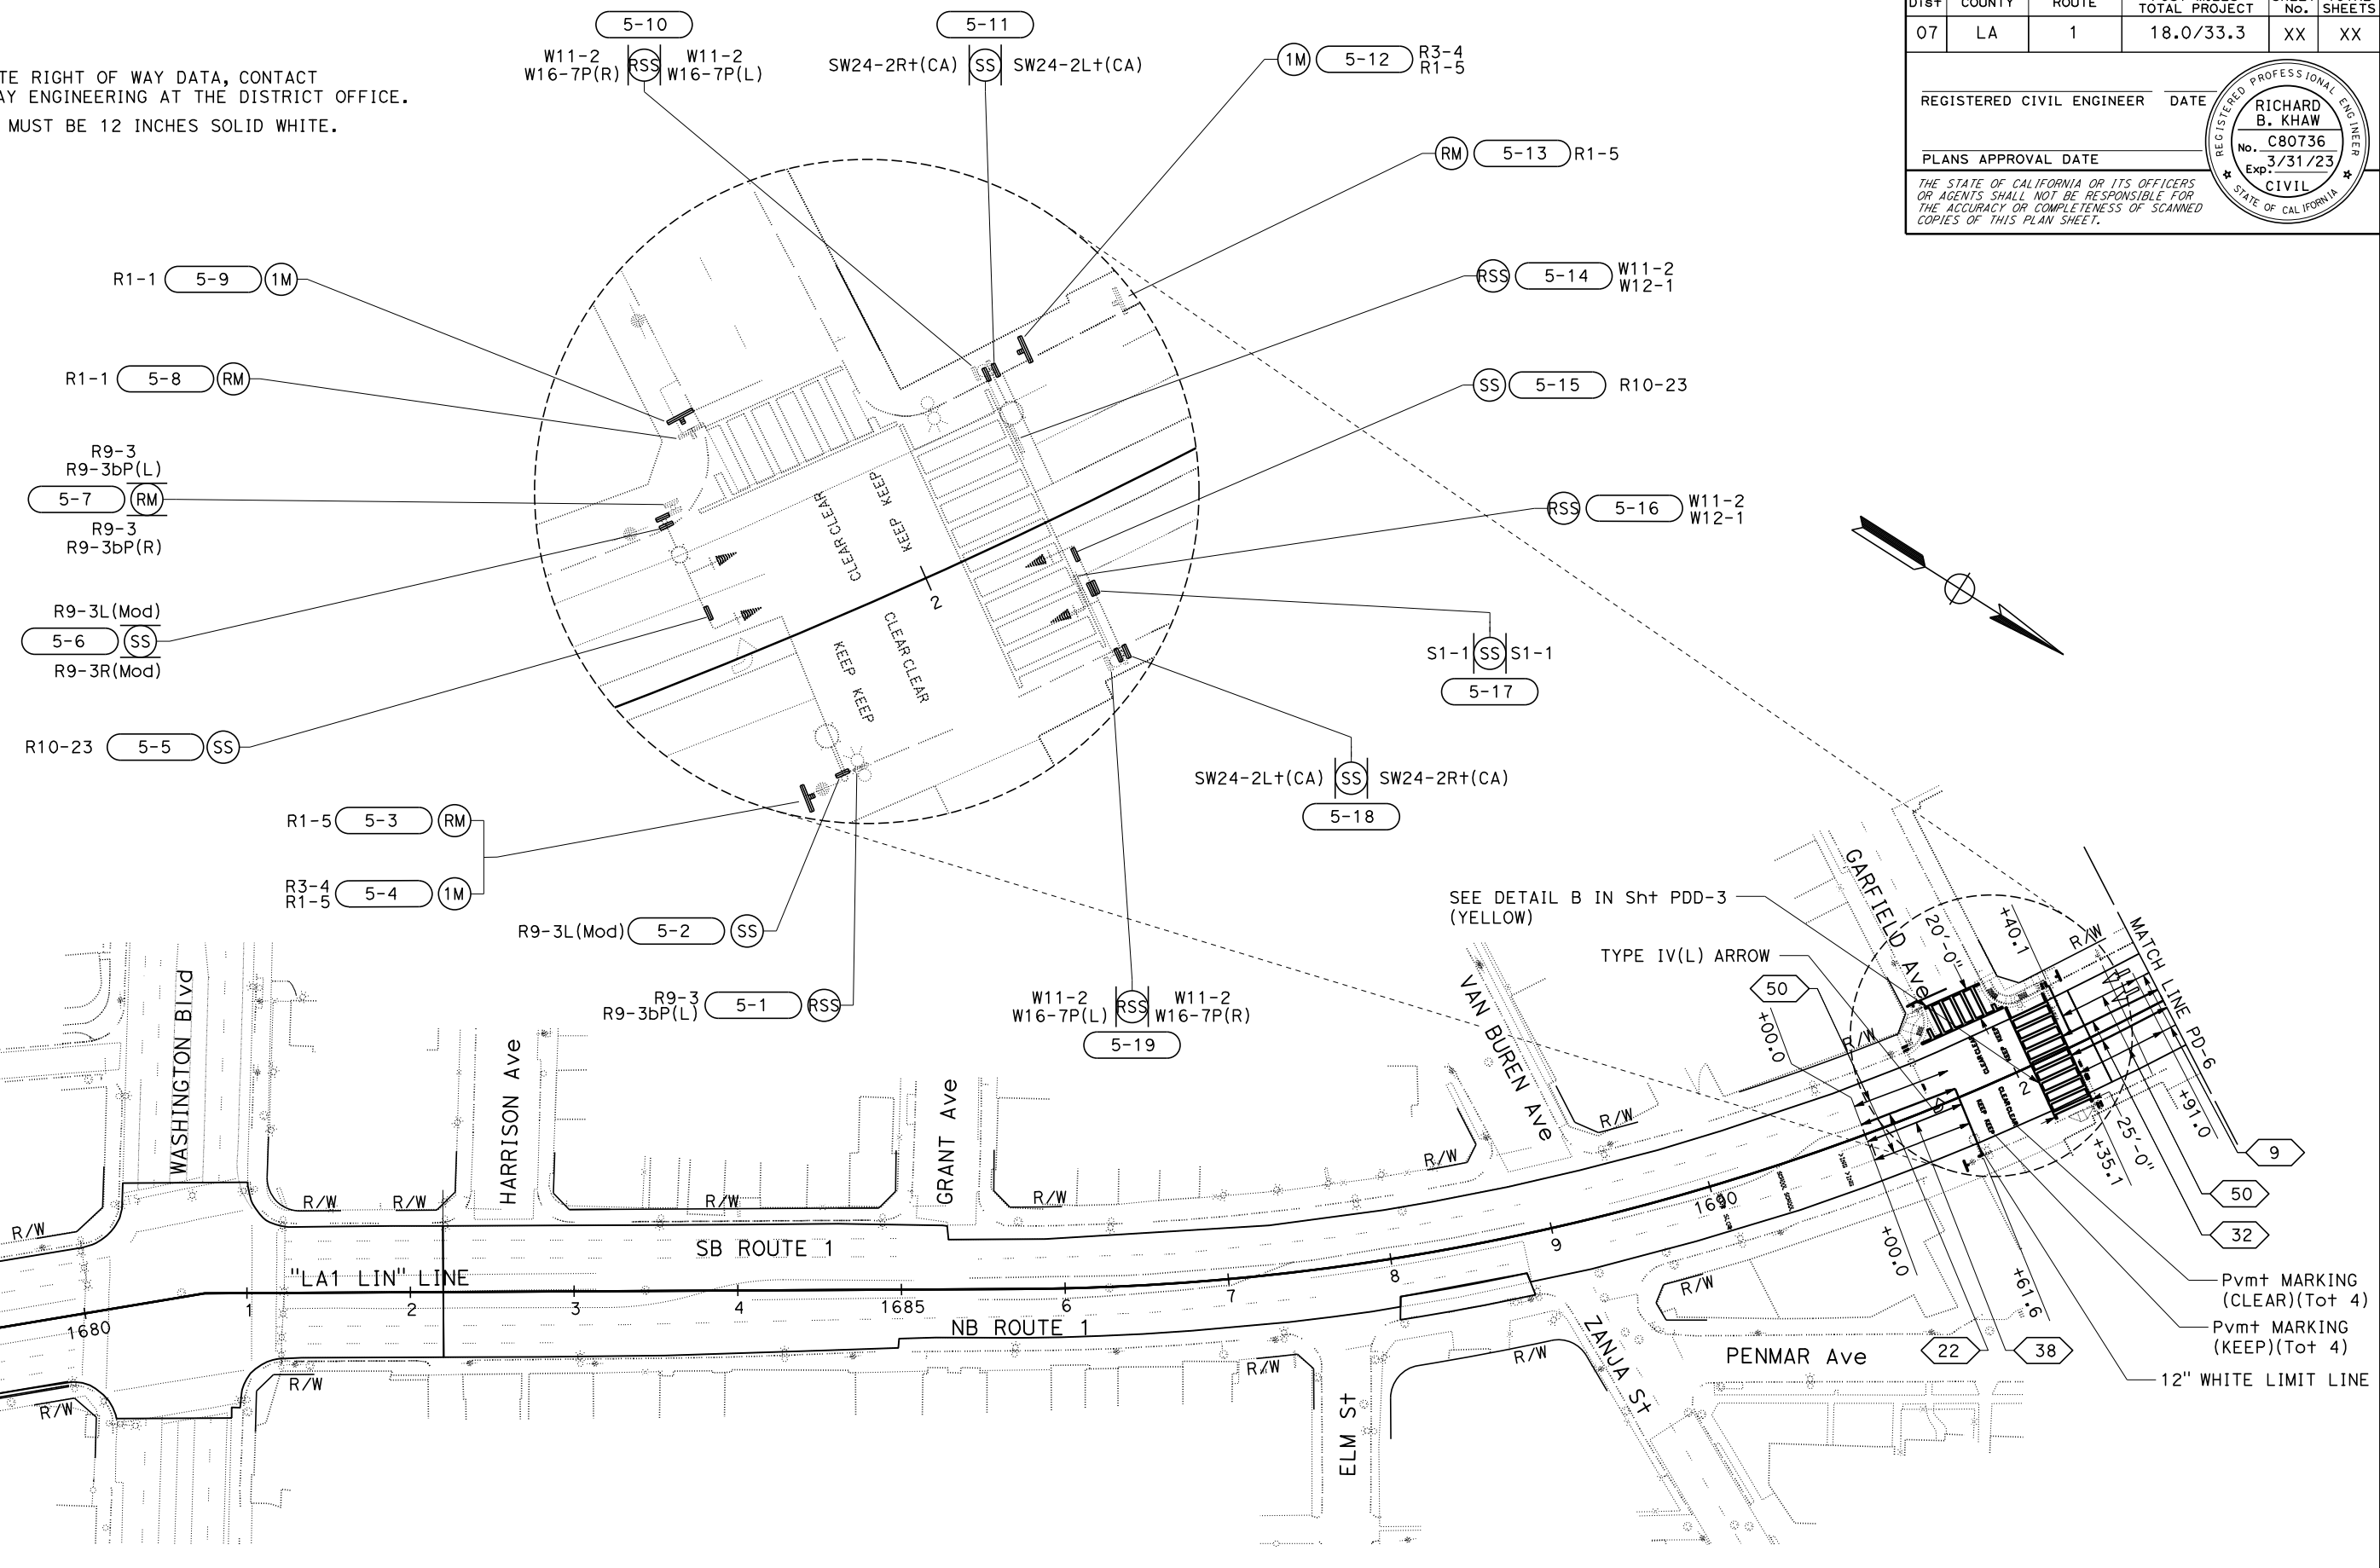 TE RIGHT OF WAY DATA, CONTACT
AY ENGINEERING AT THE DISTRICT OFFICE.
MUST BE 12 INCHES SOLID WHITE.
Dist COUNTY ROUTE TOTAL PROJECT No. SHEETS
07 LA 1 18.0/33.3 XX XX
REGISTERED CIVIL ENGINEER DATE
PLANS APPROVAL DATE
REGISTERED PROFESSIONAL ENGINEER
RICHARD
B. KHAW
No. C80736
Exp. 3/31/23
CIVIL
STATE OF CALIFORNIA
THE STATE OF CALIFORNIA OR ITS OFFICERS
OR AGENTS SHALL NOT BE RESPONSIBLE FOR
THE ACCURACY OR COMPLETENESS OF SCANNED
COPIES OF THIS PLAN SHEET.
5-10
W11-2 RSS W11-2
W16-7P(R) W16-7P(L)
5-11
SW24-2Rt(CA) SS SW24-2Lt(CA)
1M 5-12 R3-4
R1-5
RM 5-13 R1-5
RSS 5-14 W11-2
W12-1
SS 5-15 R10-23
RSS 5-16 W11-2
W12-1
S1-1 SS S1-1
5-17
SW24-2Lt(CA) SS SW24-2Rt(CA)
5-18
W11-2 RSS W11-2
W16-7P(L) W16-7P(R)
5-19
R1-1 5-9 1M
R1-1 5-8 RM
R9-3
R9-3bP(L)
5-7 RM
R9-3
R9-3bP(R)
R9-3L(Mod)
5-6 SS
R9-3R(Mod)
R10-23 5-5 SS
R1-5 5-3 RM
R3-4
R1-5 5-4 1M
R9-3L(Mod) 5-2 SS
R9-3
R9-3bP(L) 5-1 RSS
KEEP KEEP
CLEAR CLEAR
2
CLEAR CLEAR
KEEP KEEP
SEE DETAIL B IN Sht PDD-3
(YELLOW)
TYPE IV(L) ARROW
50
+00.0
GARFIELD Ave
20'-0"
+40.1
R/W
MATCH LINE PD-6
R/W
KEEP KEEP
CLEAR CLEAR
2
CLEAR CLEAR
KEEP KEEP
+91.0
25'-0"
+35.1
9
50
32
+00.0
+61.6
22
38
Pvmt MARKING
(CLEAR)(Tot 4)
Pvmt MARKING
(KEEP)(Tot 4)
12" WHITE LIMIT LINE
WASHINGTON Blvd
HARRISON Ave
GRANT Ave
VAN BUREN Ave
R/W
R/W
R/W
R/W
R/W
R/W
R/W
SB ROUTE 1
"LA1 LIN" LINE
1680
1
2
3
4
1685
6
7
8
9
1690
NB ROUTE 1
R/W
R/W
R/W
R/W
R/W
ELM St
ZANJA St
PENMAR Ave